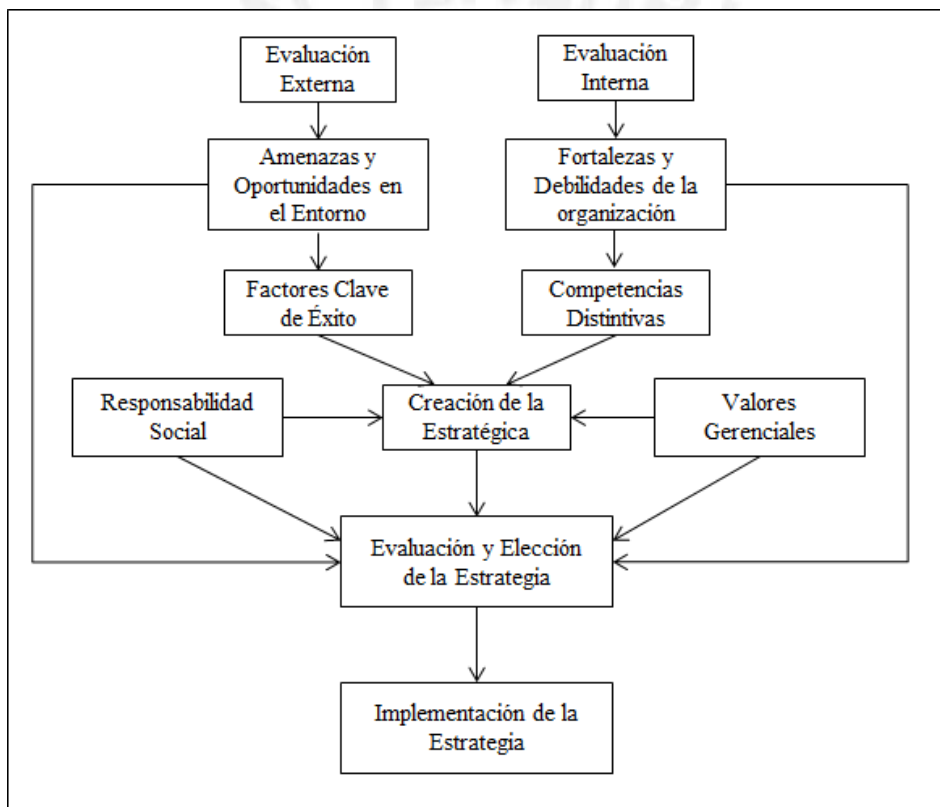 Evaluación
Externa
Evaluación
Interna
Amenazas y
Oportunidades en
el Entorno
Fortalezas y
Debilidades de la
organización
Factores Clave
de Éxito
Competencias
Distintivas
Responsabilidad
Social
Creación de la
Estratégica
Valores
Gerenciales
Evaluación y Elección
de la Estrategia
Implementación de la
Estrategia